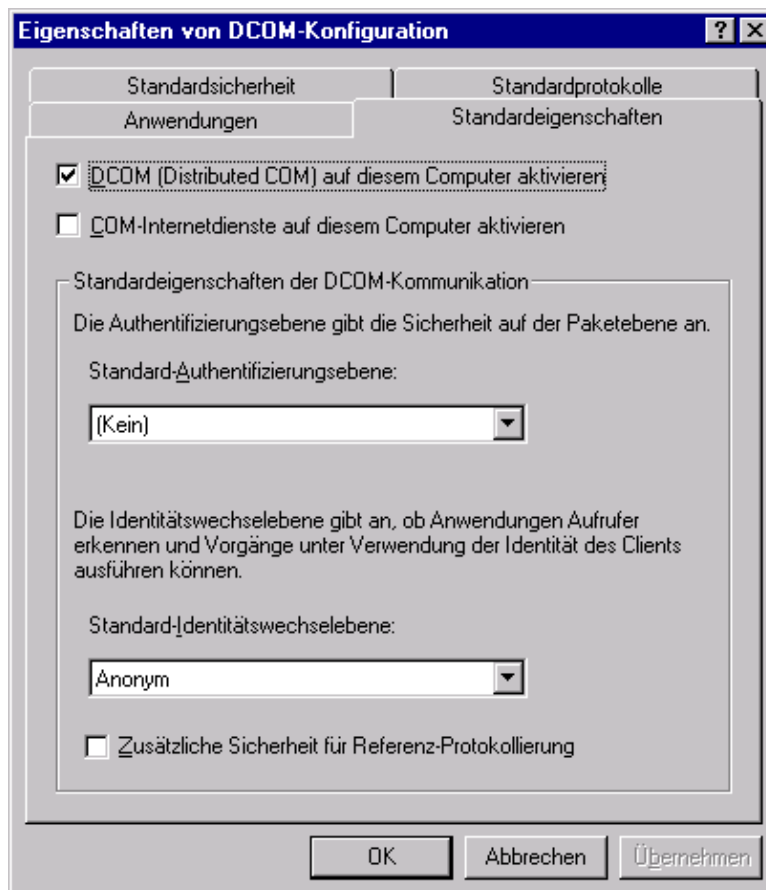 Eigenschaften von DCOM-Konfiguration
Standardsicherheit
Standardprotokolle
Anwendungen
Standardeigenschaften
DCOM (Distributed COM) auf diesem Computer aktivieren
COM-Internetdienste auf diesem Computer aktivieren
Standardeigenschaften der DCOM-Kommunikation
Die Authentifizierungsebene gibt die Sicherheit auf der Paketebene an.
Standard-Authentifizierungsebene:
(Kein)
Die Identitätswechselebene gibt an, ob Anwendungen Aufrufer
erkennen und Vorgänge unter Verwendung der Identität des Clients
ausführen können.
Standard-Identitätswechselebene:
Anonym
Zusätzliche Sicherheit für Referenz-Protokollierung
OK
Abbrechen
Übernehmen